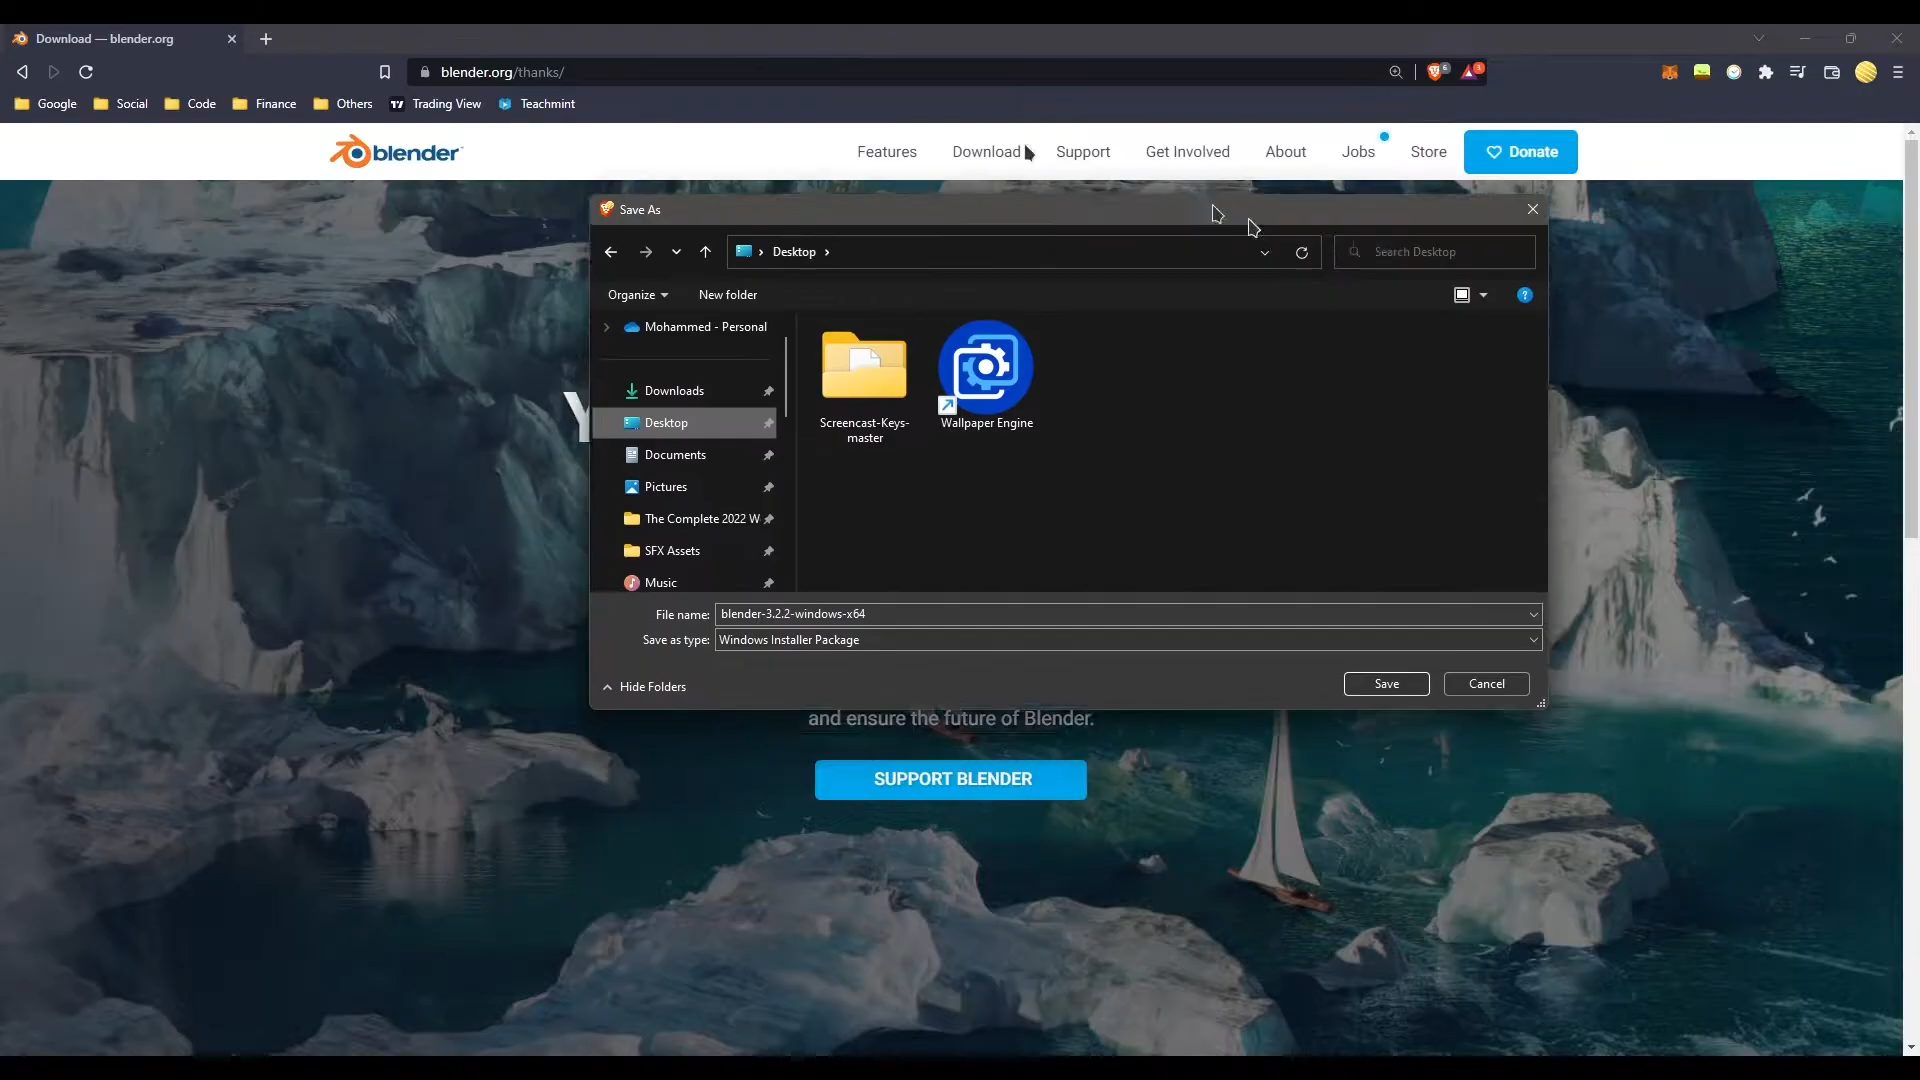 Download — blender.org
blender.org/thanks/
6
3
Google
Social
Code
Finance
Others
Trading View
Teachmint
blender
Features
Download
Support
Get Involved
About
Jobs
Store
Donate
Save As
Desktop
Search Desktop
Organize
New folder
Mohammed - Personal
Downloads
Desktop
Documents
Pictures
The Complete 2022 W
SFX Assets
Music
Screencast-Keys-
master
Wallpaper Engine
Y
File name: blender-3.2.2-windows-x64
Save as type: Windows Installer Package
Hide Folders
Save
Cancel
and ensure the future of Blender.
SUPPORT BLENDER